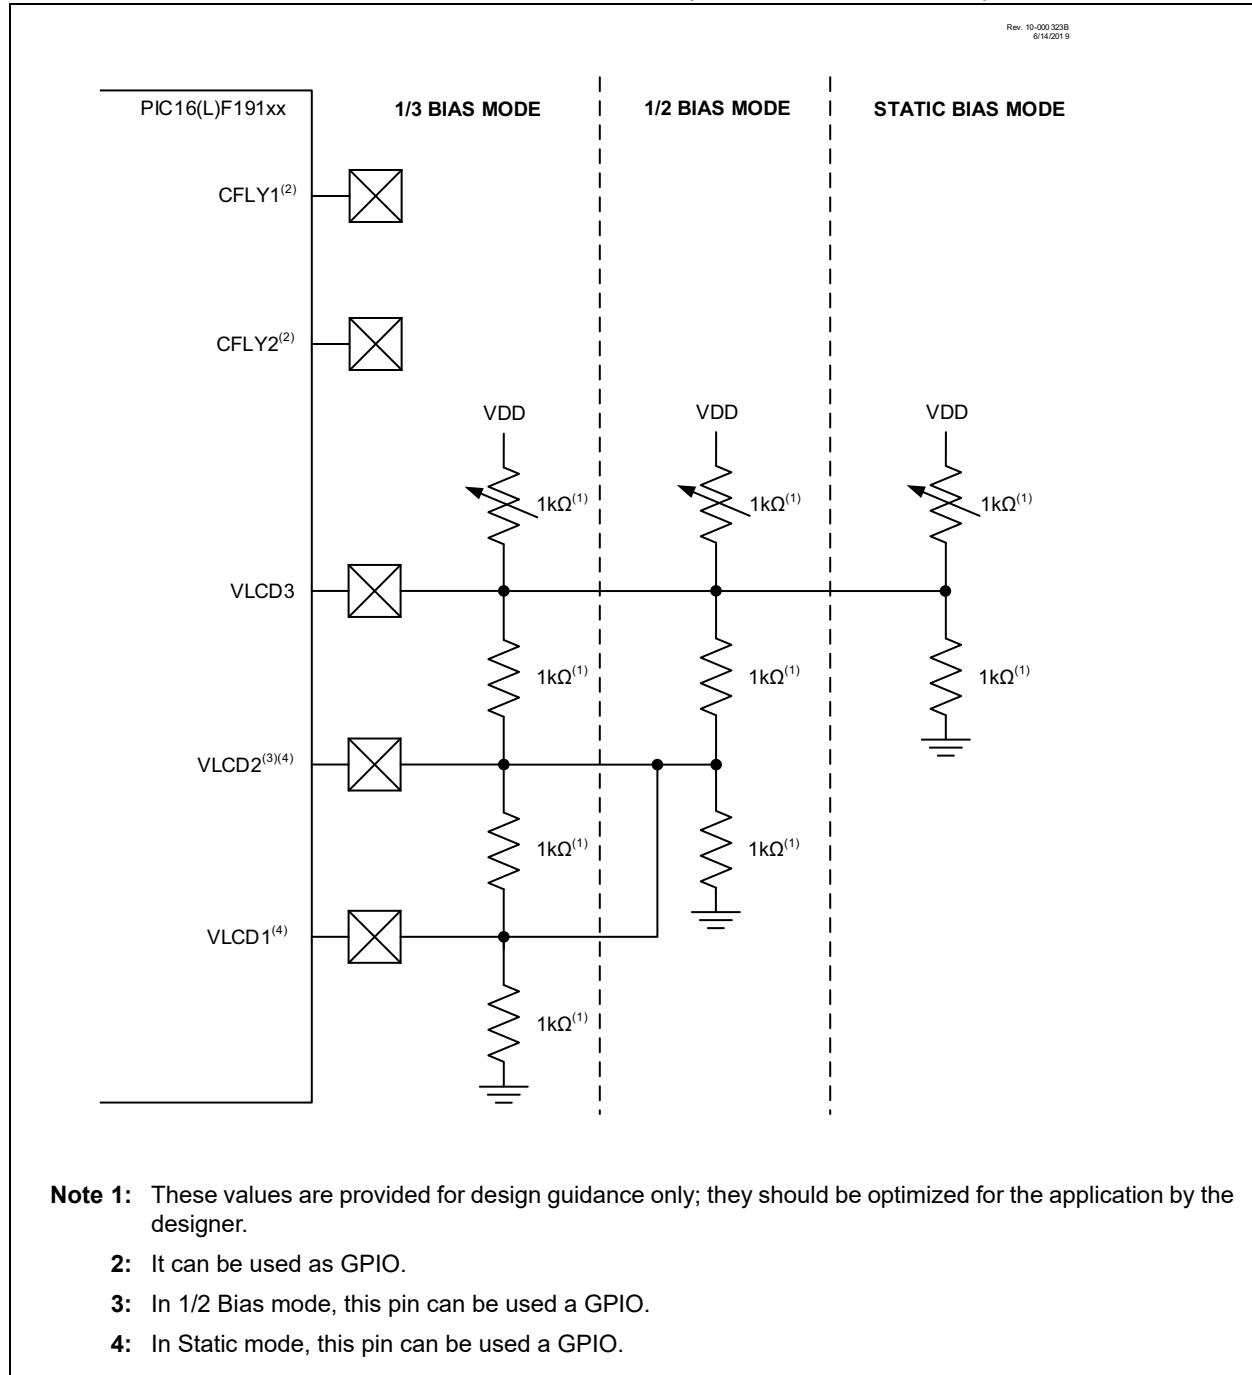 Rev. 10-000 323B
6/14/201 9
PIC16(L)F191xx
1/3 BIAS MODE
1/2 BIAS MODE
STATIC BIAS MODE
CFLY1(2)
CFLY2(2)
VDD
VDD
VDD
1kΩ(1)
1kΩ(1)
1kΩ(1)
VLCD3
1kΩ(1)
1kΩ(1)
1kΩ(1)
VLCD2(3)(4)
1kΩ(1)
1kΩ(1)
VLCD1(4)
1kΩ(1)
Note 1: These values are provided for design guidance only; they should be optimized for the application by the
designer.
2: It can be used as GPIO.
3: In 1/2 Bias mode, this pin can be used a GPIO.
4: In Static mode, this pin can be used a GPIO.